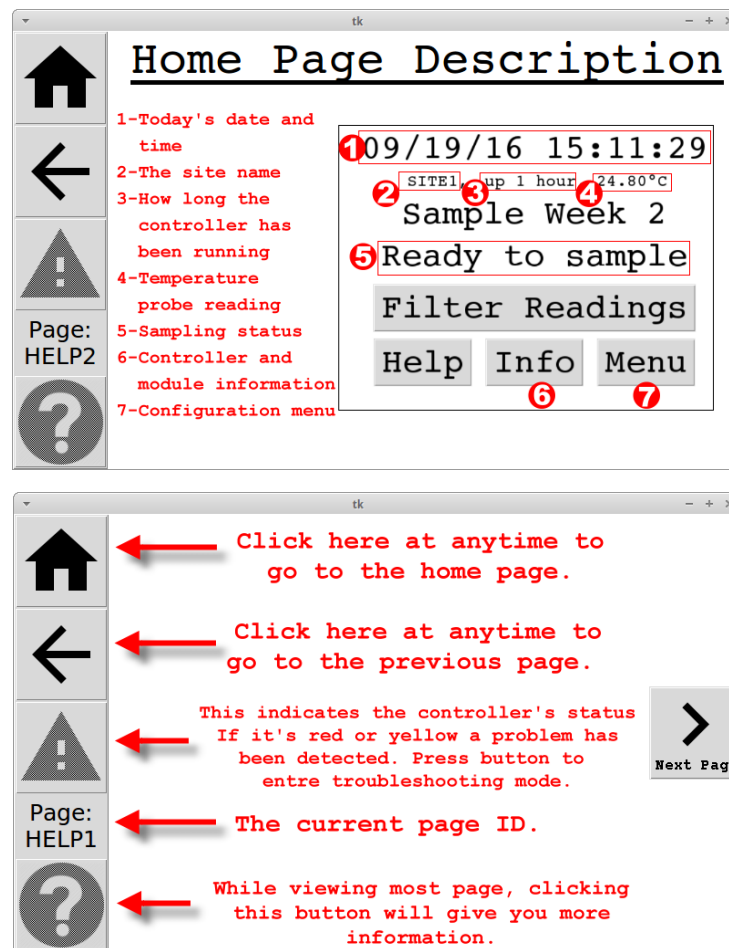 tk
Home Page Description
1-Today's date and
time
2-The site name
3-How long the
controller has
been running
4-Temperature
probe reading
5-Sampling status
6-Controller and
module information
7-Configuration menu
Page:
HELP2
1 09/19/16 15:11:29
2 SITE1, 3 up 1 hour 4 24.80°C
Sample Week 2
5 Ready to sample
Filter Readings
Help Info Menu
6 7
tk
Click here at anytime to
go to the home page.
Click here at anytime to
go to the previous page.
This indicates the controller's status
If it's red or yellow a problem has
been detected. Press button to
entre troubleshooting mode.
Next Pag
Page:
HELP1
The current page ID.
While viewing most page, clicking
this button will give you more
information.